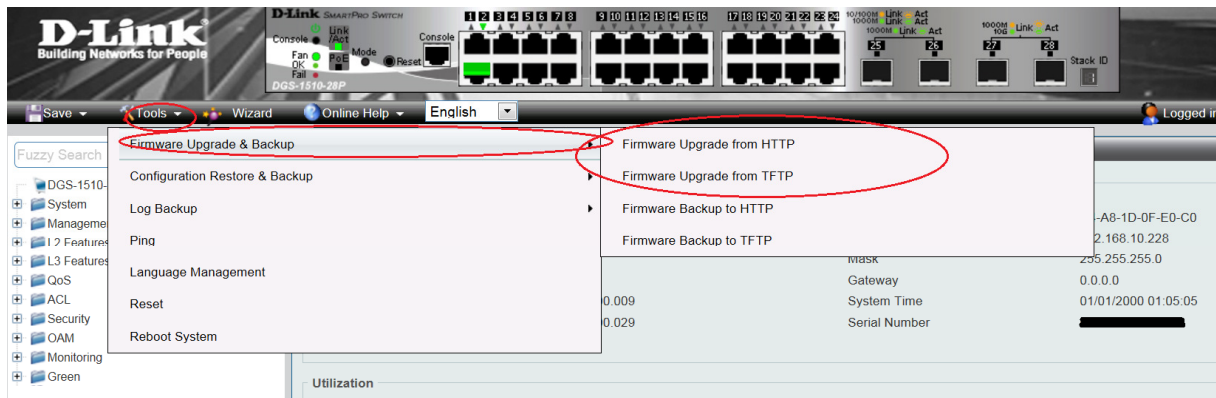 D-Link
Building Networks for People
D-Link SmartPro Switch
Console
Link
/Act
Fan
OK
Fail
PoE
Mode
Reset
Console
DGS-1510-28P
1 2 3 4 5 6 7 8
9 10 11 12 13 14 15 16
17 18 19 20 21 22 23 24
10/100M Link Act
1000M Link Act
1000M Link Act
25 26
1000M Link Act
10G
27 28
Stack ID
Save Tools Wizard Online Help English Logged in
Fuzzy Search
DGS-1510-
System
Manageme
L2 Features
L3 Features
QoS
ACL
Security
OAM
Monitoring
Green
Firmware Upgrade & Backup
Configuration Restore & Backup
Log Backup
Ping
Language Management
Reset
Reboot System
Firmware Upgrade from HTTP
Firmware Upgrade from TFTP
Firmware Backup to HTTP
Firmware Backup to TFTP
-A8-1D-0F-E0-C0
2.168.10.228
Mask 255.255.255.0
Gateway 0.0.0.0
0.009 System Time 01/01/2000 01:05:05
0.029 Serial Number
Utilization